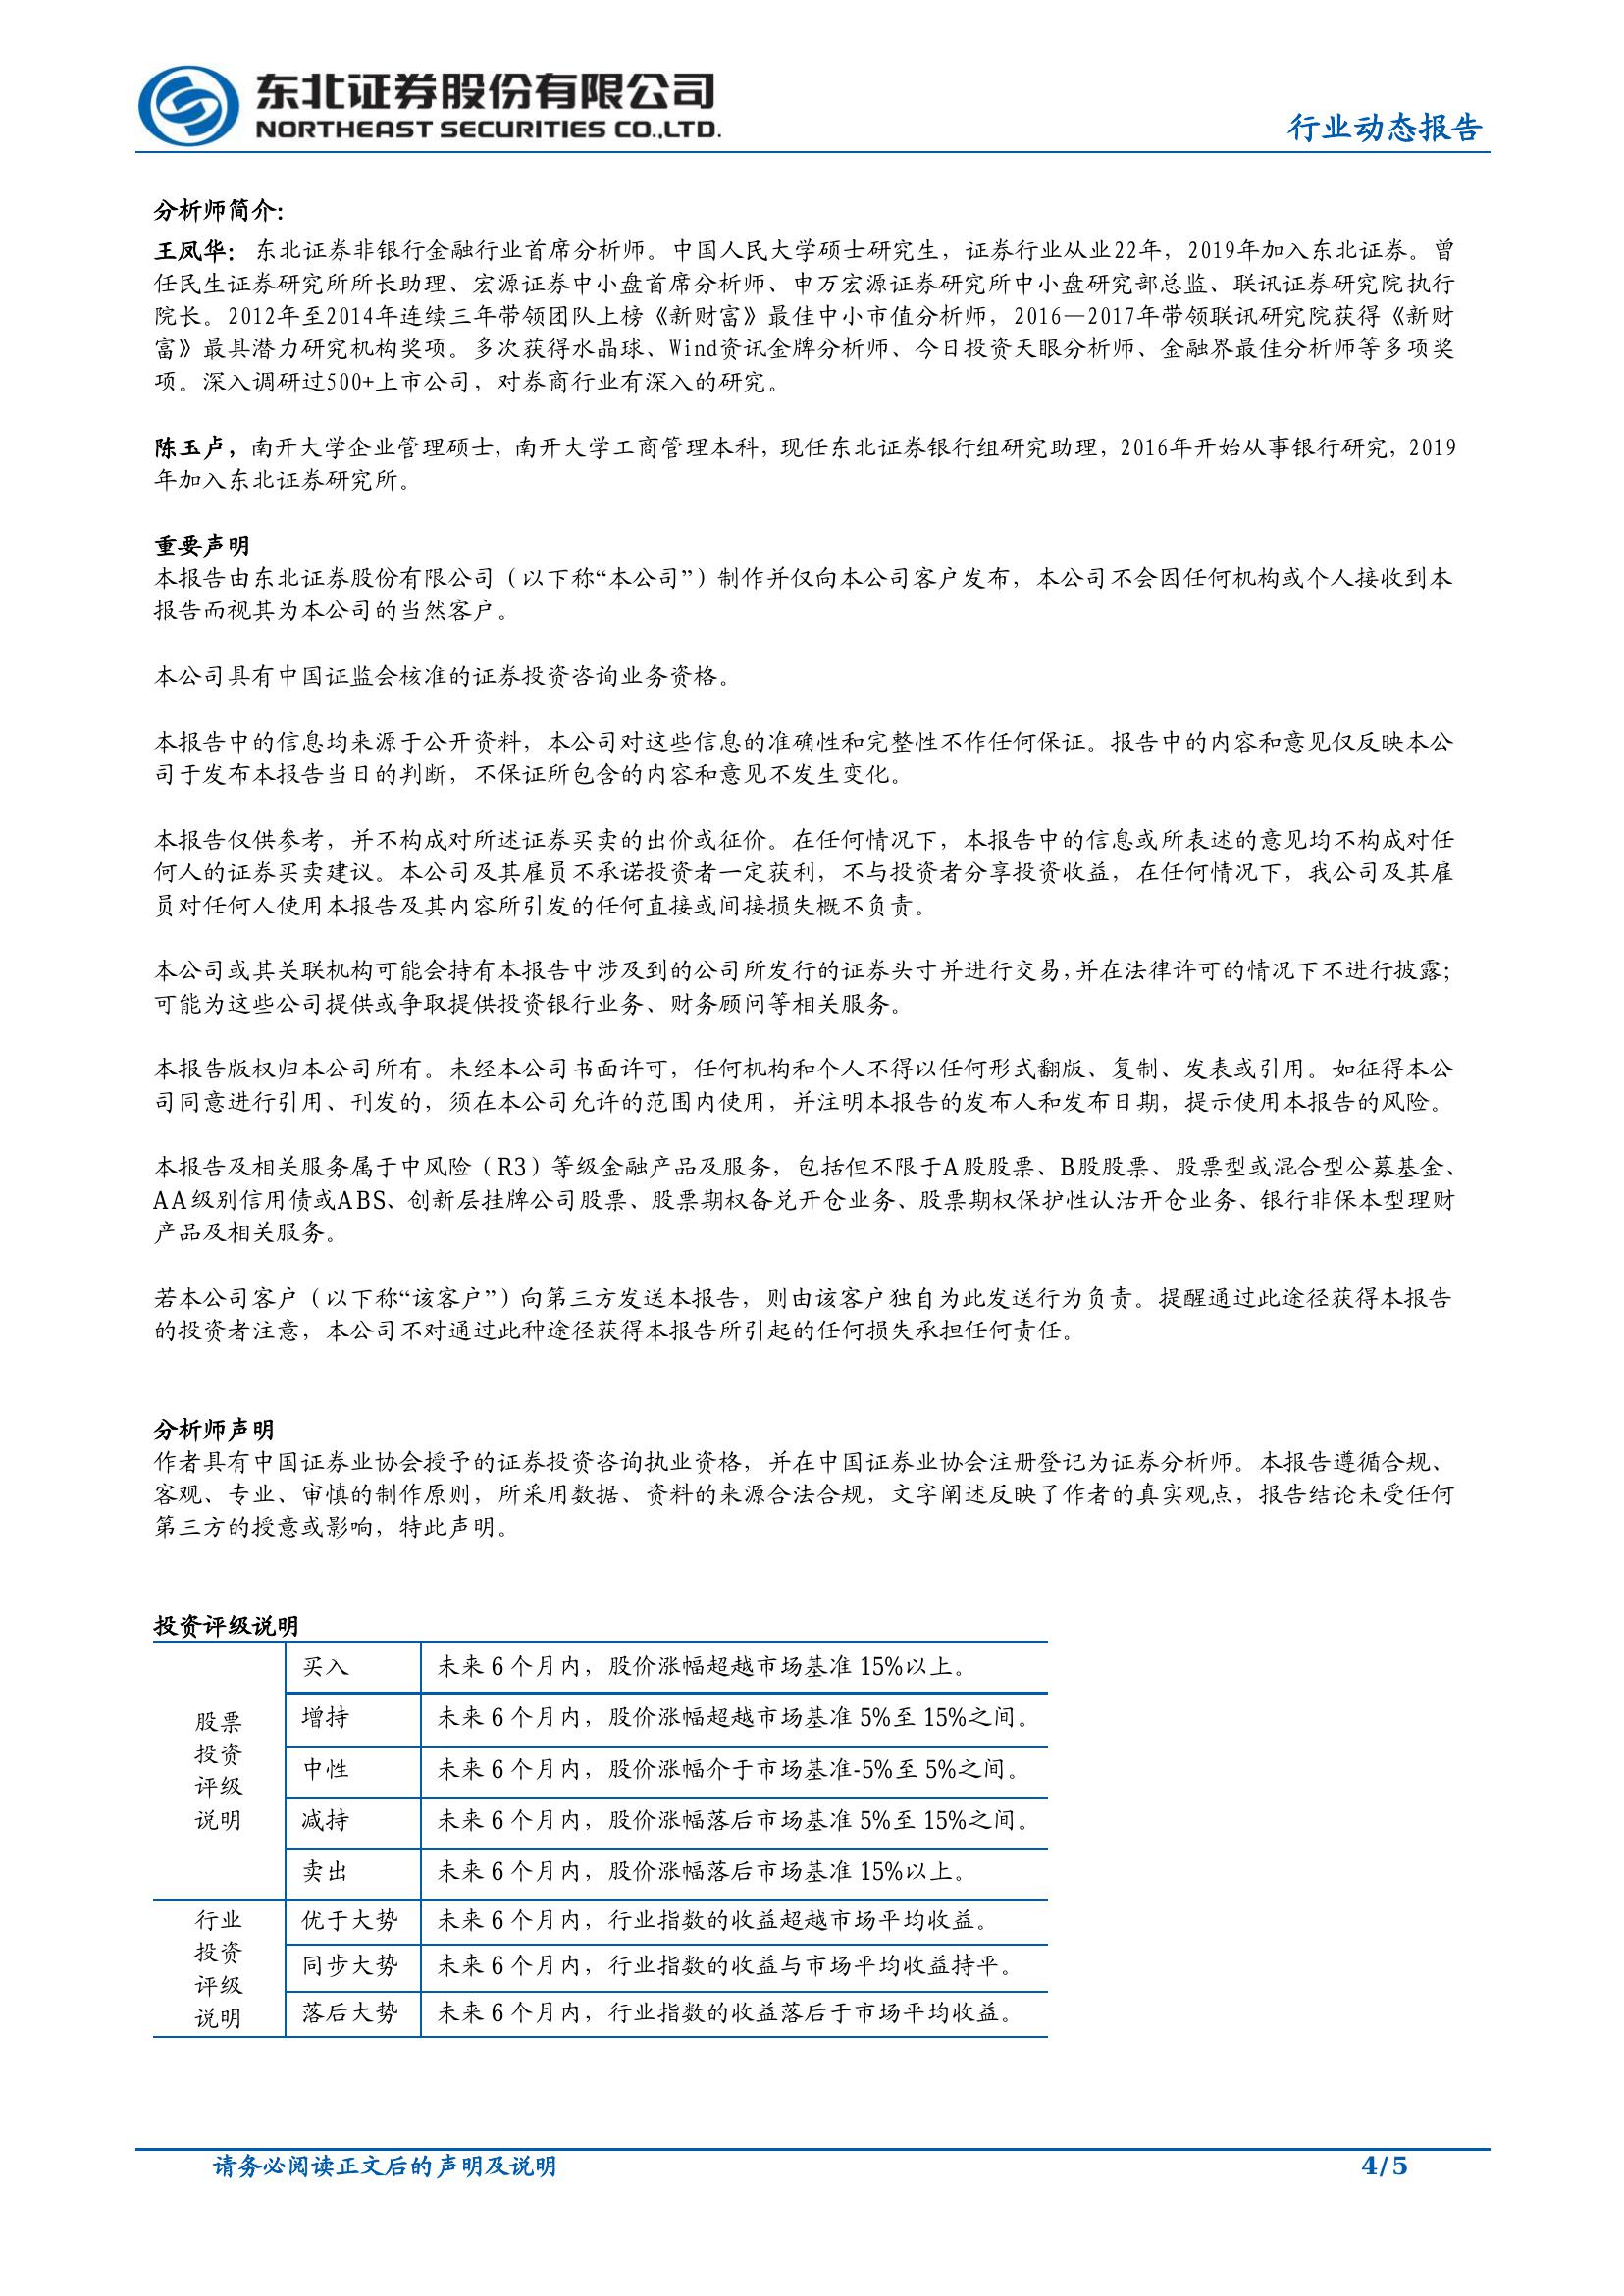 东北证券股份有限公司
NORTHEAST SECURITIES CO.,LTD.
行业动态报告
分析师简介:
王凤华: 东北证券非银行金融行业首席分析师。中国人民大学硕士研究生，证券行业从业22年，2019年加入东北证券。曾
任民生证券研究所所长助理、宏源证券中小盘首席分析师、申万宏源证券研究所中小盘研究部总监、联讯证券研究院执行
院长。2012年至2014年连续三年带领团队上榜《新财富》最佳中小市值分析师，2016—2017年带领联讯研究院获得《新财
富》最具潜力研究机构奖项。多次获得水晶球、Wind资讯金牌分析师、今日投资天眼分析师、金融界最佳分析师等多项奖
项。深入调研过500+上市公司，对券商行业有深入的研究。
陈玉卢，南开大学企业管理硕士，南开大学工商管理本科，现任东北证券银行组研究助理，2016年开始从事银行研究，2019
年加入东北证券研究所。
重要声明
本报告由东北证券股份有限公司（以下称“本公司”）制作并仅向本公司客户发布，本公司不会因任何机构或个人接收到本
报告而视其为本公司的当然客户。
本公司具有中国证监会核准的证券投资咨询业务资格。
本报告中的信息均来源于公开资料，本公司对这些信息的准确性和完整性不作任何保证。报告中的内容和意见仅反映本公
司于发布本报告当日的判断，不保证所包含的内容和意见不发生变化。
本报告仅供参考，并不构成对所述证券买卖的出价或征价。在任何情况下，本报告中的信息或所表述的意见均不构成对任
何人的证券买卖建议。本公司及其雇员不承诺投资者一定获利，不与投资者分享投资收益，在任何情况下，我公司及其雇
员对任何人使用本报告及其内容所引发的任何直接或间接损失概不负责。
本公司或其关联机构可能会持有本报告中涉及到的公司所发行的证券头寸并进行交易，并在法律许可的情况下不进行披露；
可能为这些公司提供或争取提供投资银行业务、财务顾问等相关服务。
本报告版权归本公司所有。未经本公司书面许可，任何机构和个人不得以任何形式翻版、复制、发表或引用。如征得本公
司同意进行引用、刊发的，须在本公司允许的范围内使用，并注明本报告的发布人和发布日期，提示使用本报告的风险。
本报告及相关服务属于中风险（R3）等级金融产品及服务，包括但不限于A股股票、B股股票、股票型或混合型公募基金、
AA级别信用债或ABS、创新层挂牌公司股票、股票期权备兑开仓业务、股票期权保护性认沽开仓业务、银行非保本型理财
产品及相关服务。
若本公司客户（以下称“该客户”）向第三方发送本报告，则由该客户独自为此发送行为负责。提醒通过此途径获得本报告
的投资者注意，本公司不对通过此种途径获得本报告所引起的任何损失承担任何责任。
分析师声明
作者具有中国证券业协会授予的证券投资咨询执业资格，并在中国证券业协会注册登记为证券分析师。本报告遵循合规、
客观、专业、审慎的制作原则，所采用数据、资料的来源合法合规，文字阐述反映了作者的真实观点，报告结论未受任何
第三方的授意或影响，特此声明。
投资评级说明
股票
投资
评级
说明
买入 未来 6 个月内，股价涨幅超越市场基准 15%以上。
增持 未来 6 个月内，股价涨幅超越市场基准 5%至 15%之间。
中性 未来 6 个月内，股价涨幅介于市场基准-5%至 5%之间。
减持 未来 6 个月内，股价涨幅落后市场基准 5%至 15%之间。
卖出 未来 6 个月内，股价涨幅落后市场基准 15%以上。
行业
投资
评级
说明
优于大势 未来 6 个月内，行业指数的收益超越市场平均收益。
同步大势 未来 6 个月内，行业指数的收益与市场平均收益持平。
落后大势 未来 6 个月内，行业指数的收益落后于市场平均收益。
请务必阅读正文后的声明及说明 4/5